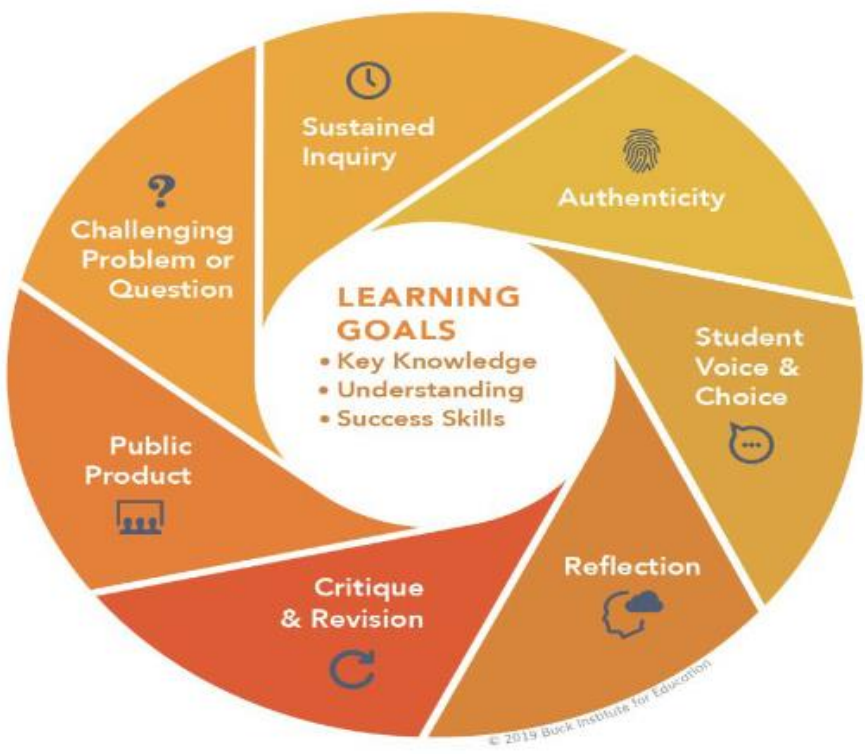 Sustained
Inquiry
Authenticity
?
Challenging
Problem or
Question
LEARNING
GOALS
• Key Knowledge
• Understanding
• Success Skills
Student
Voice &
Choice
Public
Product
Reflection
Critique
& Revision
© 2019 Buck Institute for Education